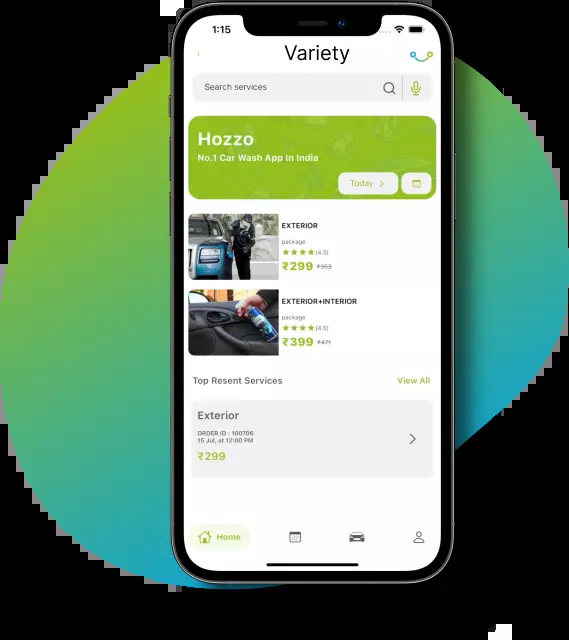 1:15
Variety
Search services
Hozzo
No.1 Car Wash App In India
Today
EXTERIOR
package
(4.5)
₹299 ₹353
EXTERIOR+INTERIOR
package
(4.5)
₹399 ₹471
Top Resent Services View All
Exterior
ORDER ID : 100706
15 Jul, at 12:00 PM
₹299
Home